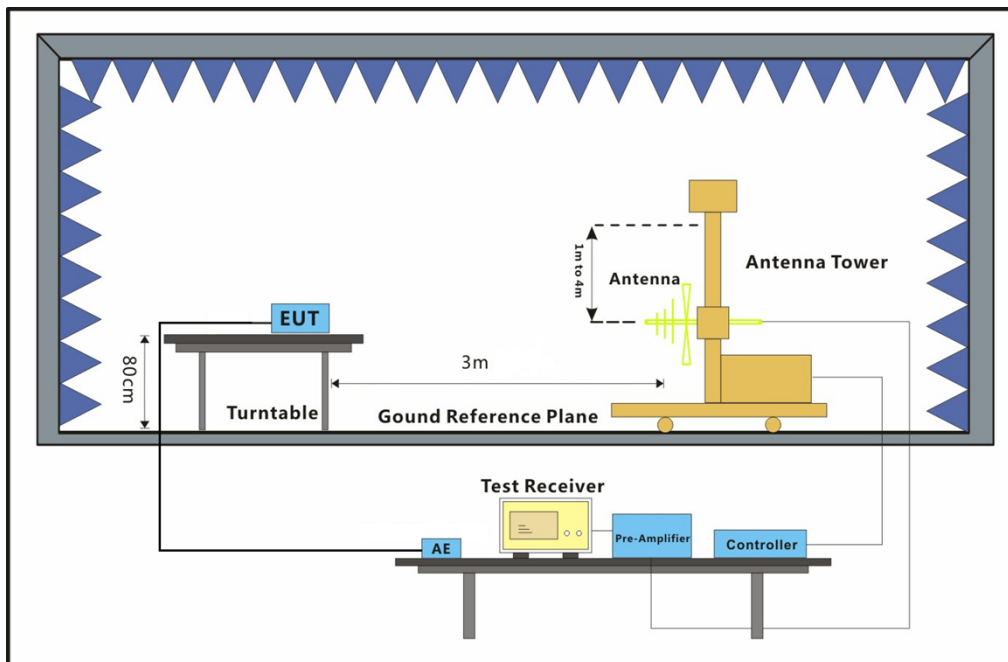 1m to 4m
Antenna
Antenna Tower
EUT
80cm
3m
Turntable
Gound Reference Plane
Test Receiver
AE
Pre-Amplifier
Controller